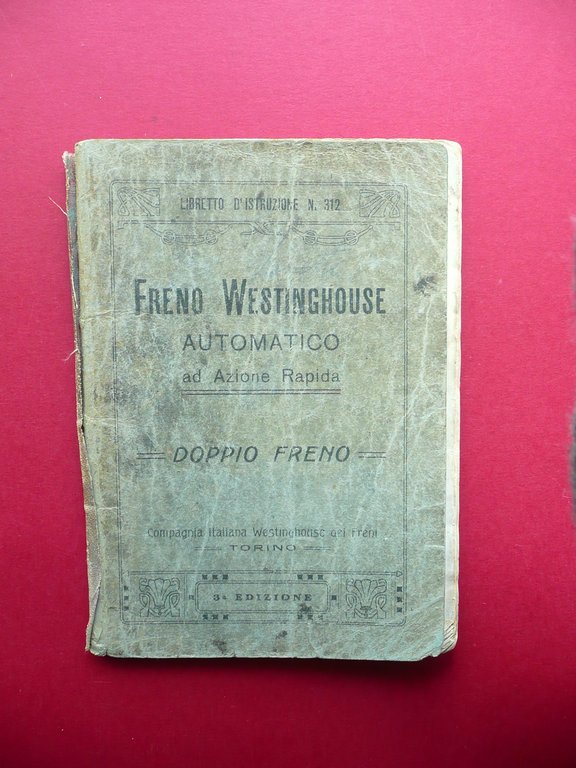 LIBRETTO D'ISTRUZIONE N. 312
FRENO WESTINGHOUSE
AUTOMATICO
ad Azione Rapida
DOPPIO FRENO
Compagnia Italiana Westinghouse dei Freni
TORINO
3ª EDIZIONE